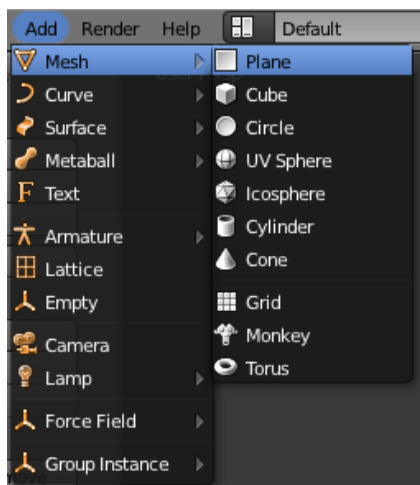 Add Render Help Default
Mesh
Curve
Surface
Metaball
Text
Armature
Lattice
Empty
Camera
Lamp
Force Field
Group Instance
Plane
Cube
Circle
UV Sphere
Icosphere
Cylinder
Cone
Grid
Monkey
Torus